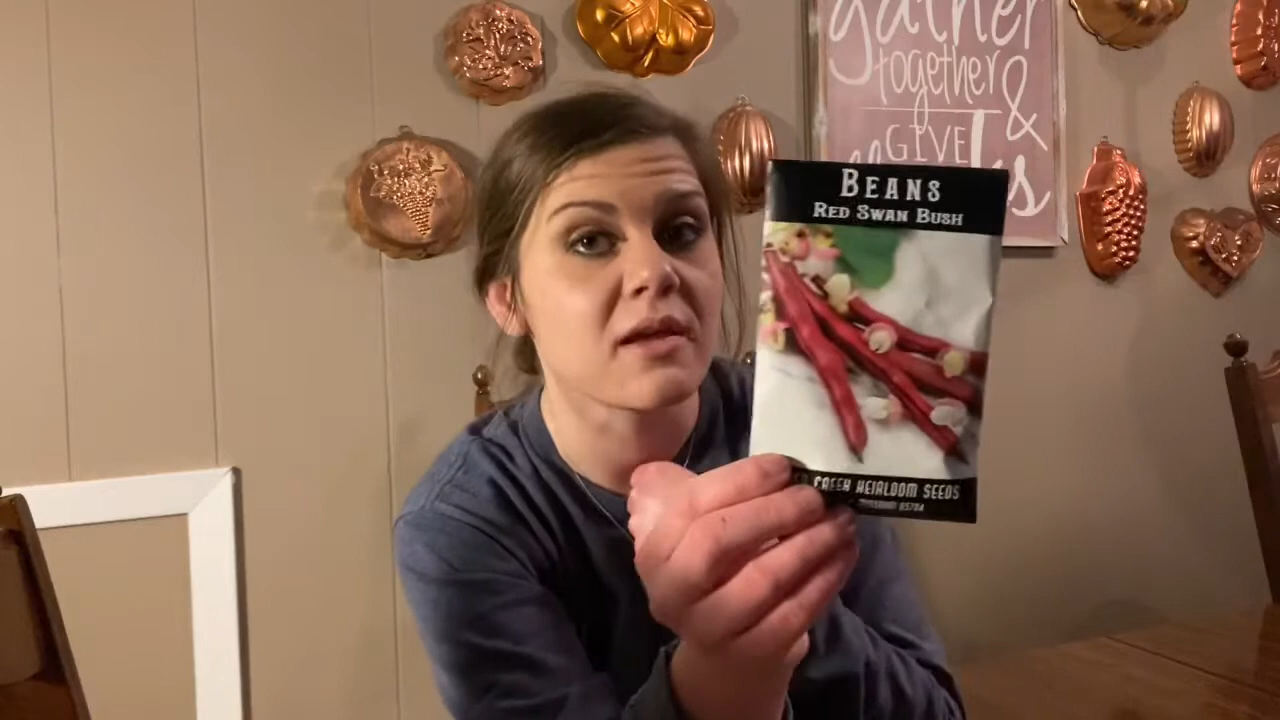 gather
together
&
GIVE
BEANS
RED SWAN BUSH
CREEK HEIRLOOM SEEDS